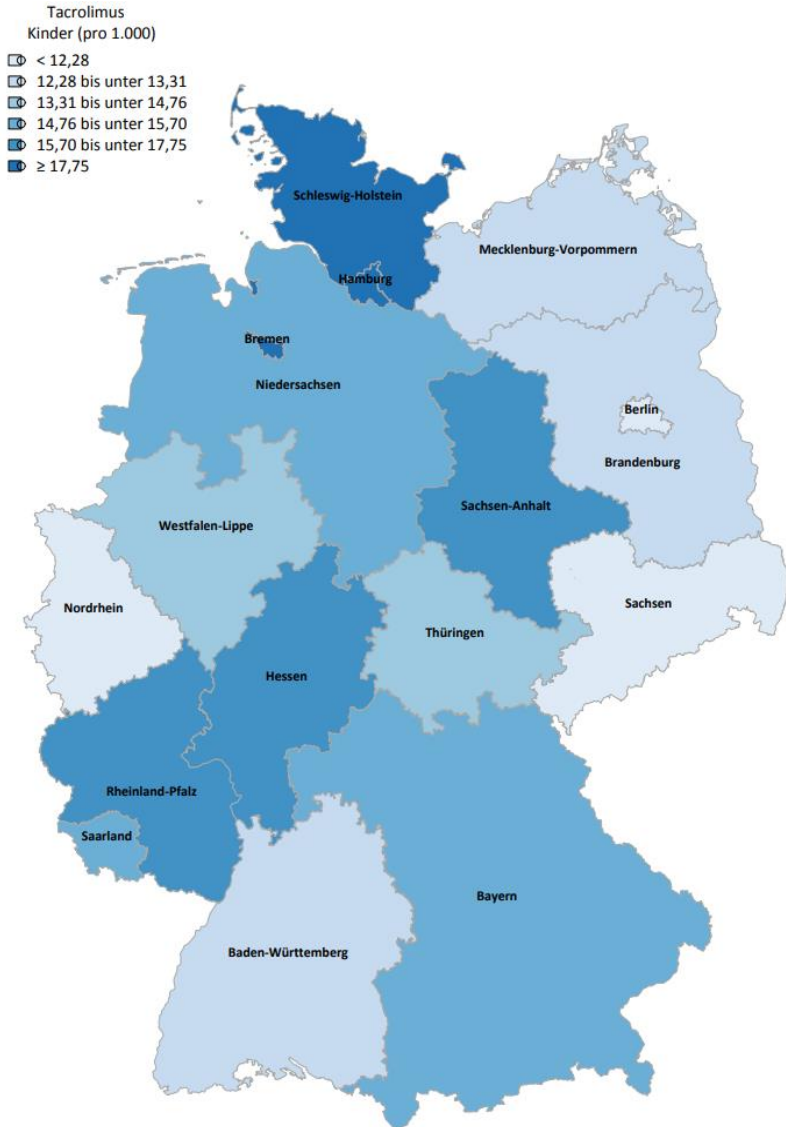 Tacrolimus
Kinder (pro 1.000)
< 12,28
12,28 bis unter 13,31
13,31 bis unter 14,76
14,76 bis unter 15,70
15,70 bis unter 17,75
≥ 17,75
Schleswig-Holstein
Mecklenburg-Vorpommern
Hamburg
Bremen
Niedersachsen
Berlin
Brandenburg
Sachsen-Anhalt
Westfalen-Lippe
Nordrhein
Sachsen
Thüringen
Hessen
Rheinland-Pfalz
Saarland
Bayern
Baden-Württemberg